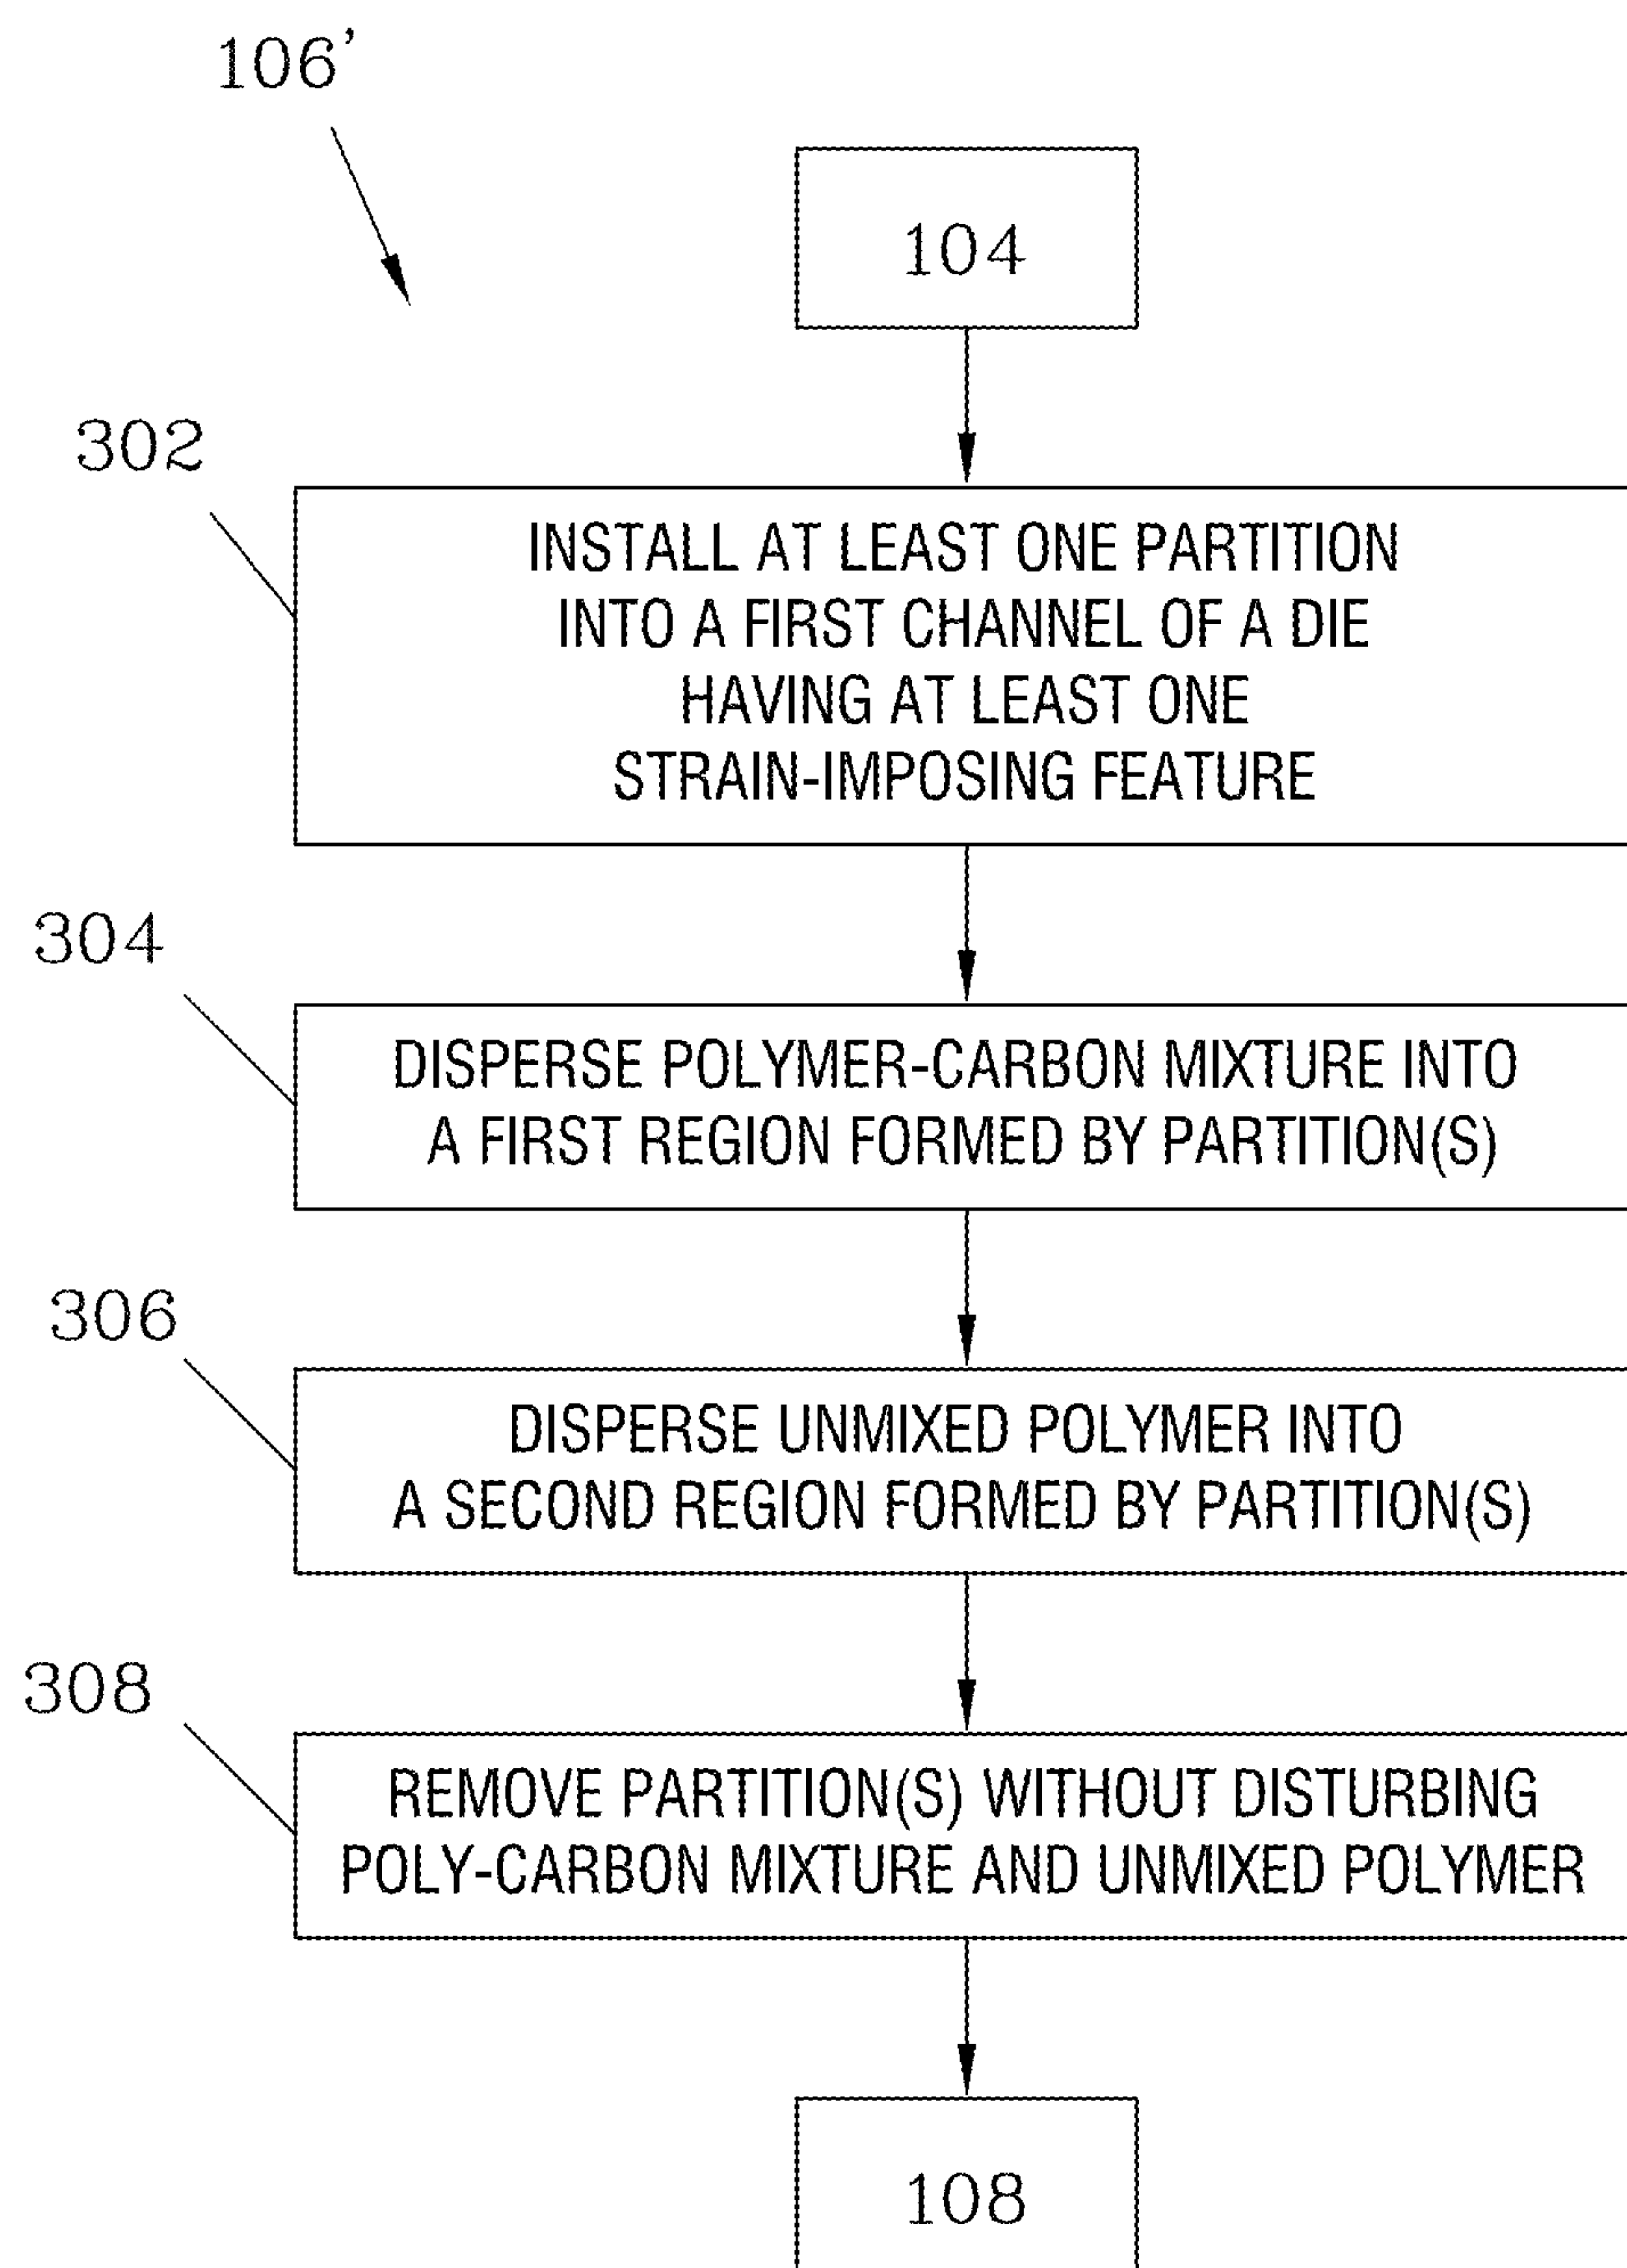 106'
104
302
INSTALL AT LEAST ONE PARTITION
INTO A FIRST CHANNEL OF A DIE
HAVING AT LEAST ONE
STRAIN-IMPOSING FEATURE
304
DISPERSE POLYMER-CARBON MIXTURE INTO
A FIRST REGION FORMED BY PARTITION(S)
306
DISPERSE UNMIXED POLYMER INTO
A SECOND REGION FORMED BY PARTITION(S)
308
REMOVE PARTITION(S) WITHOUT DISTURBING
POLY-CARBON MIXTURE AND UNMIXED POLYMER
108